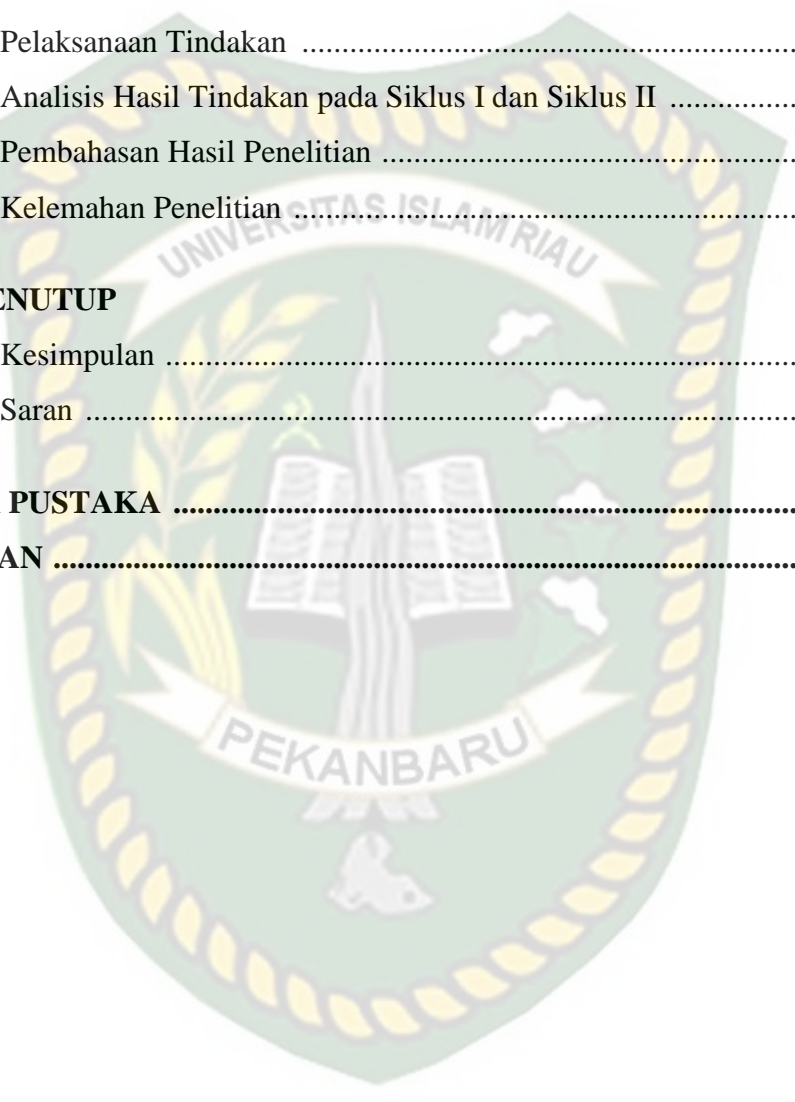 Pelaksanaan Tindakan ..............................................................
Analisis Hasil Tindakan pada Siklus I dan Siklus II ................
Pembahasan Hasil Penelitian ....................................................
Kelemahan Penelitian ...............................................................
UNIVERSITAS ISLAM RIAU
ENUTUP
Kesimpulan ...............................................................................
Saran .........................................................................................
PUSTAKA ..............................................................................
AN .............................................................................................
PEKANBARU